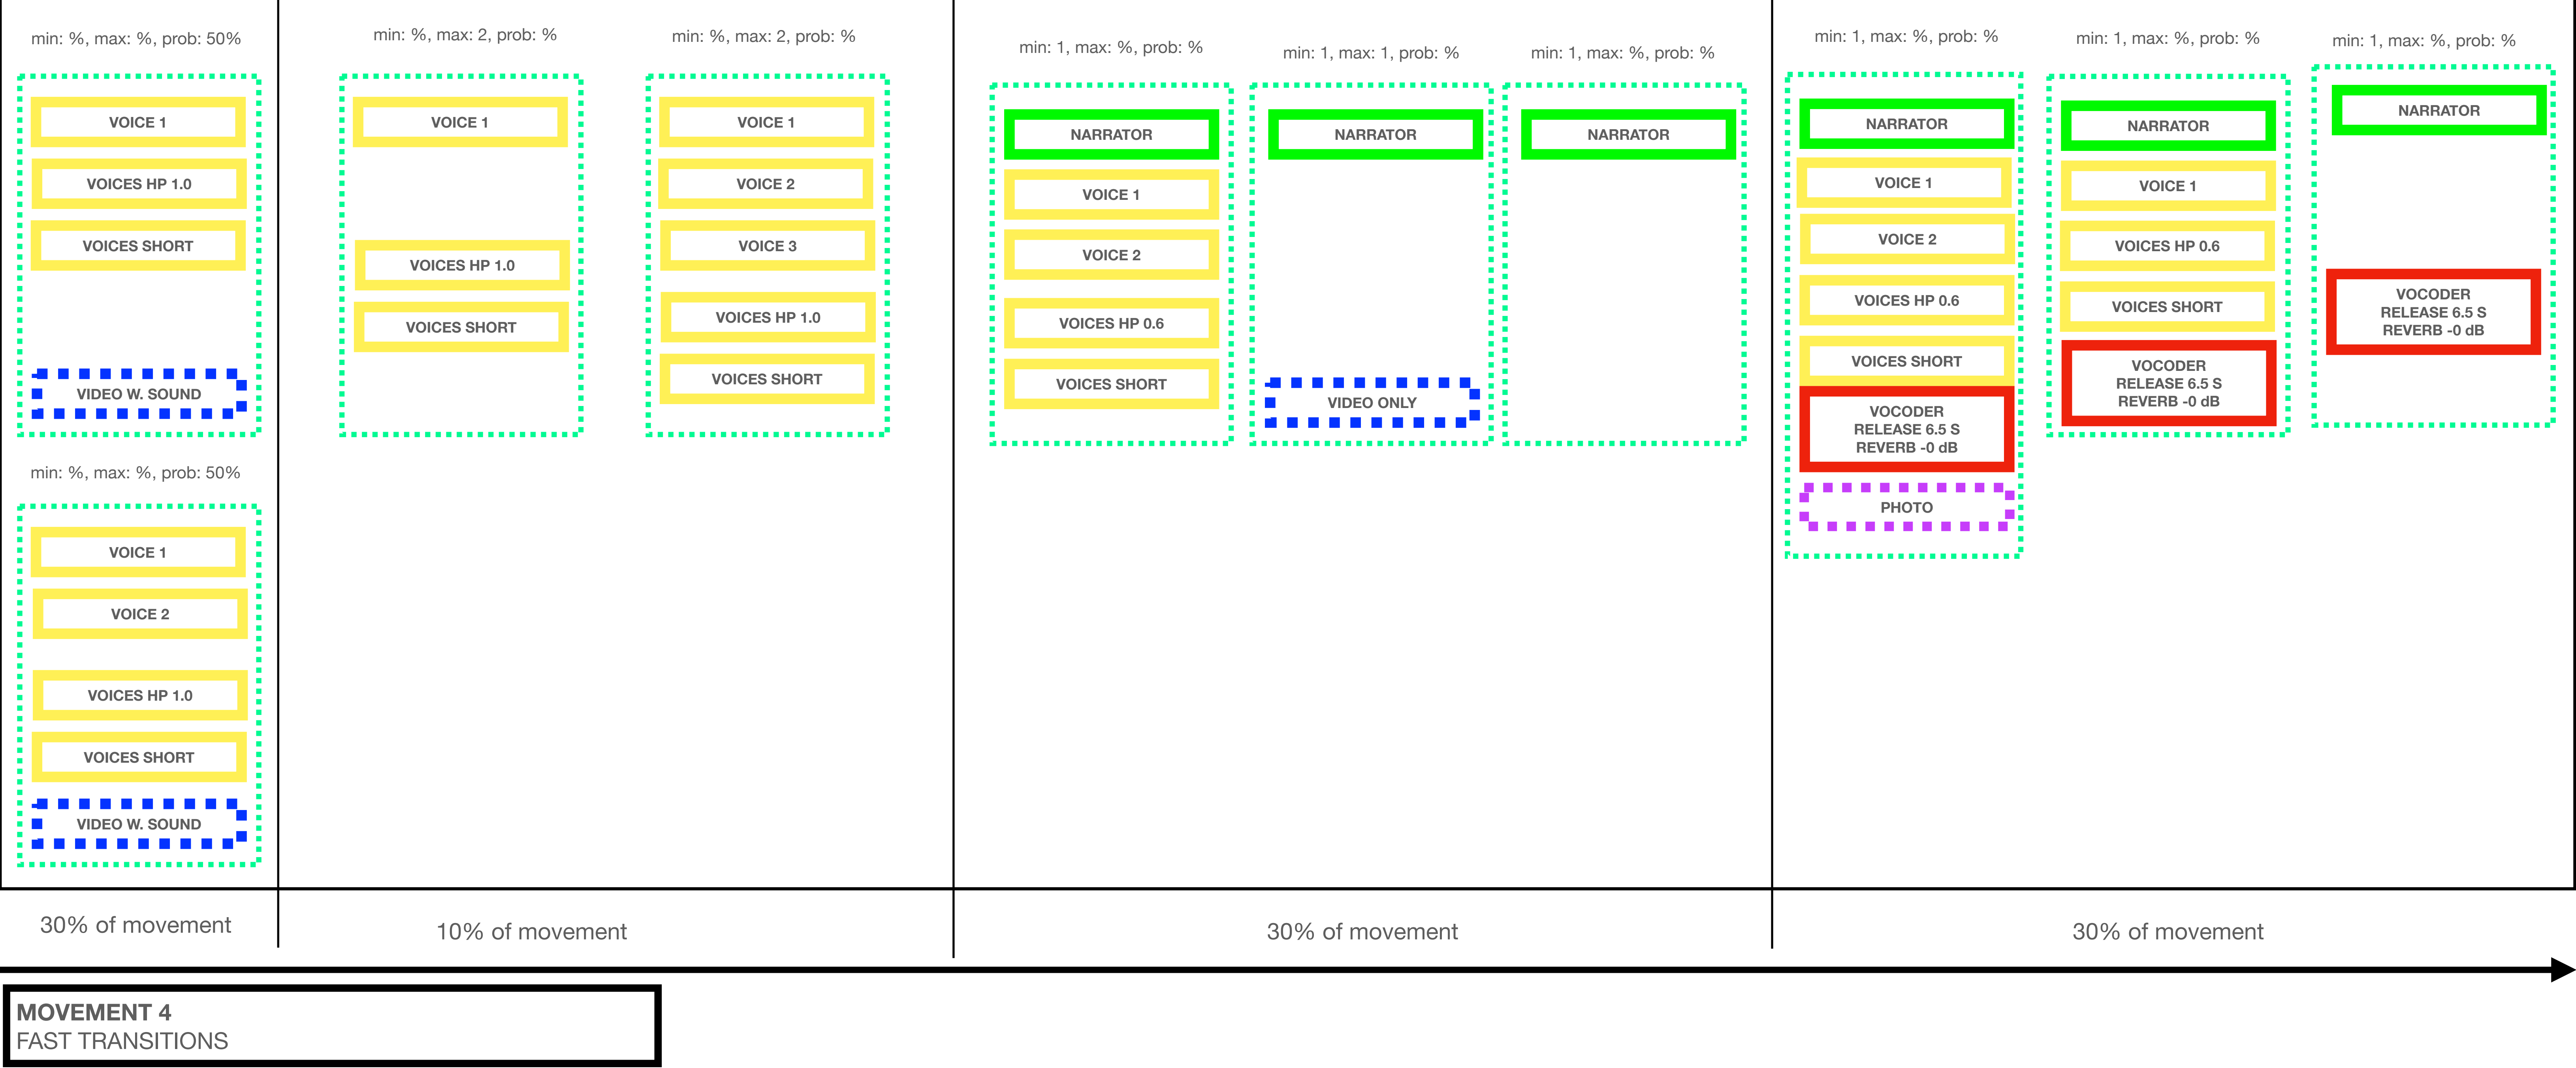 min: %, max: %, prob: 50%
VOICE 1
VOICES HP 1.0
VOICES SHORT
VIDEO W. SOUND
min: %, max: %, prob: 50%
VOICE 1
VOICE 2
VOICES HP 1.0
VOICES SHORT
VIDEO W. SOUND
30% of movement
min: %, max: 2, prob: %
VOICE 1
VOICES HP 1.0
VOICES SHORT
min: %, max: 2, prob: %
VOICE 1
VOICE 2
VOICE 3
VOICES HP 1.0
VOICES SHORT
10% of movement
min: 1, max: %, prob: %
NARRATOR
VOICE 1
VOICE 2
VOICES HP 0.6
VOICES SHORT
min: 1, max: 1, prob: %
NARRATOR
VIDEO ONLY
min: 1, max: %, prob: %
NARRATOR
30% of movement
min: 1, max: %, prob: %
NARRATOR
VOICE 1
VOICE 2
VOICES HP 0.6
VOICES SHORT
VOCODER
RELEASE 6.5 S
REVERB -0 dB
PHOTO
min: 1, max: %, prob: %
NARRATOR
VOICE 1
VOICES HP 0.6
VOICES SHORT
VOCODER
RELEASE 6.5 S
REVERB -0 dB
min: 1, max: %, prob: %
NARRATOR
VOCODER
RELEASE 6.5 S
REVERB -0 dB
30% of movement
MOVEMENT 4
FAST TRANSITIONS